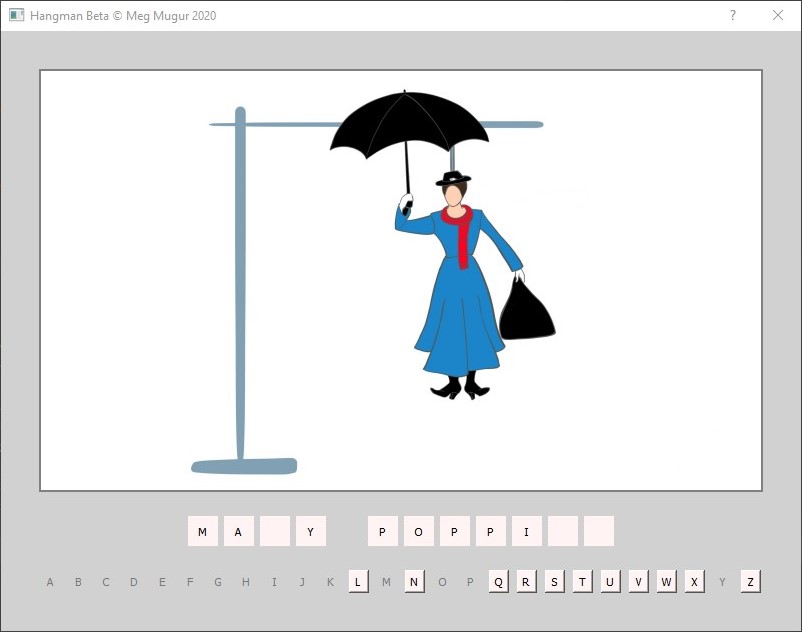 Hangman Beta © Meg Mugur 2020 ?
M A Y P O P P I
A B C D E F G H I J K L M N O P Q R S T U V W X Y Z